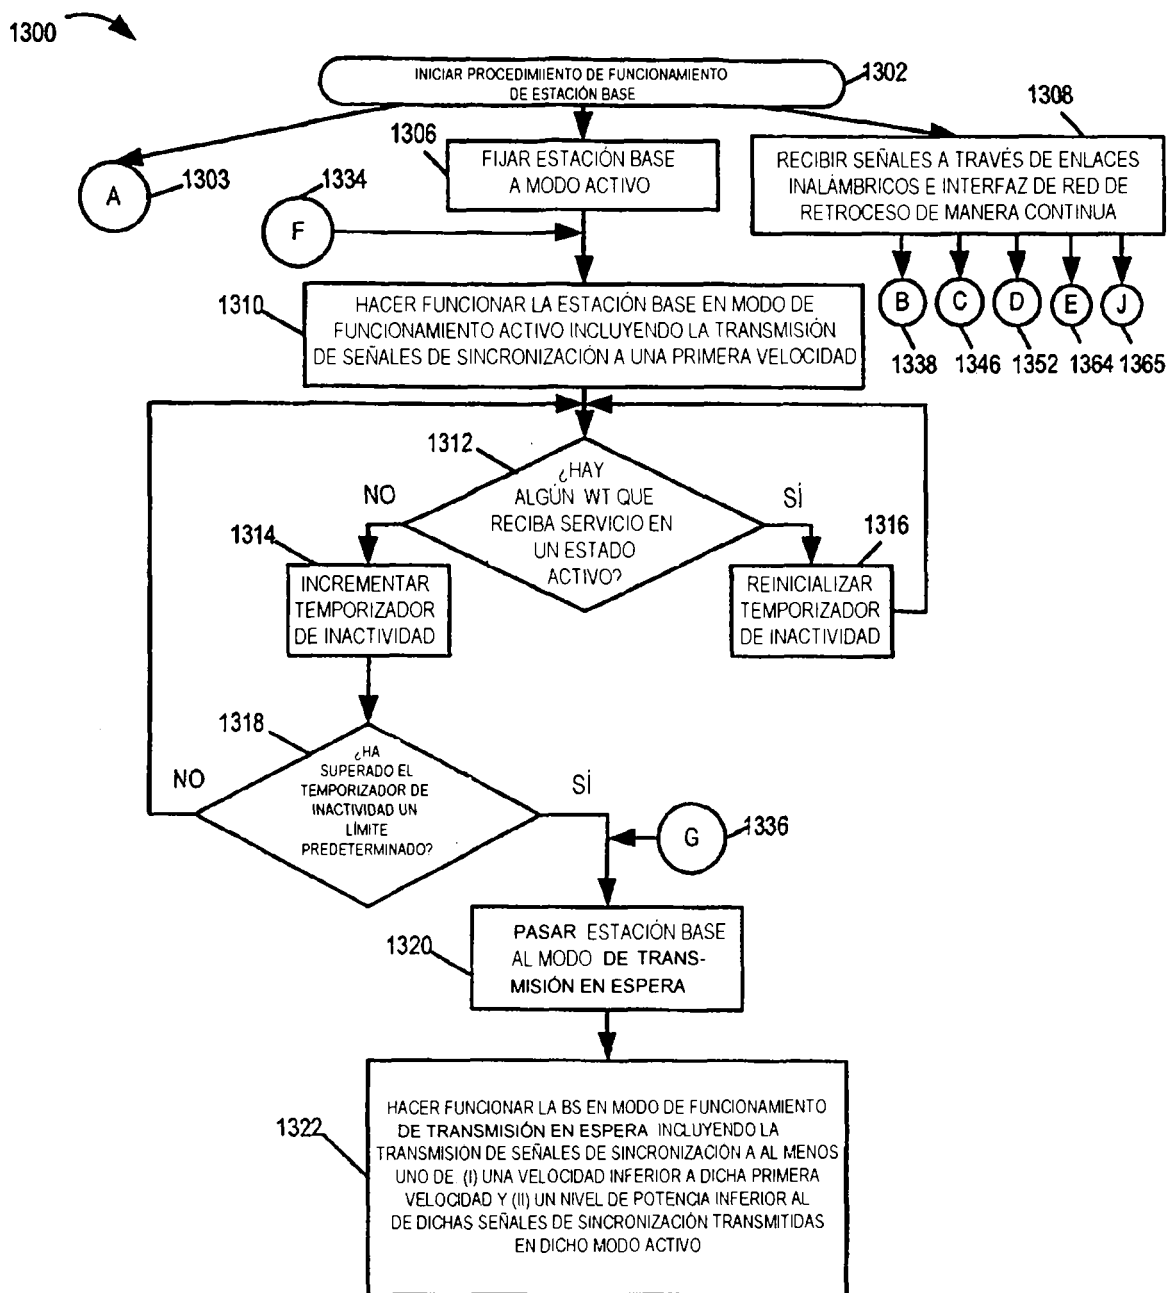 1300
INICIAR PROCEDIMIIENTO DE FUNCIONAMIENTO
DE ESTACIÓN BASE
1302
1308
1306
FIJAR ESTACIÓN BASE
A MODO ACTIVO
RECIBIR SEÑALES A TRAVÉS DE ENLACES
INALÁMBRICOS E INTERFAZ DE RED DE
RETROCESO DE MANERA CONTINUA
A
1303
1334
F
B
C
D
E
J
1338
1346
1352
1364
1365
1310
HACER FUNCIONAR LA ESTACIÓN BASE EN MODO DE
FUNCIONAMIENTO ACTIVO INCLUYENDO LA TRANSMISIÓN
DE SEÑALES DE SINCRONIZACIÓN A UNA PRIMERA VELOCIDAD
1312
¿HAY
ALGÚN WT QUE
RECIBA SERVICIO EN
UN ESTADO
ACTIVO?
NO
SÍ
1314
INCREMENTAR
TEMPORIZADOR
DE INACTIVIDAD
1316
REINICIALIZAR
TEMPORIZADOR
DE INACTIVIDAD
1318
¿HA
SUPERADO EL
TEMPORIZADOR DE
INACTIVIDAD UN
LÍMITE
PREDETERMINADO?
NO
SÍ
G
1336
1320
PASAR ESTACIÓN BASE
AL MODO DE TRANS-
MISIÓN EN ESPERA
1322
HACER FUNCIONAR LA BS EN MODO DE FUNCIONAMIENTO
DE TRANSMISIÓN EN ESPERA INCLUYENDO LA
TRANSMISIÓN DE SEÑALES DE SINCRONIZACIÓN A AL MENOS
UNO DE (I) UNA VELOCIDAD INFERIOR A DICHA PRIMERA
VELOCIDAD Y (II) UN NIVEL DE POTENCIA INFERIOR AL
DE DICHAS SEÑALES DE SINCRONIZACIÓN TRANSMITIDAS
EN DICHO MODO ACTIVO